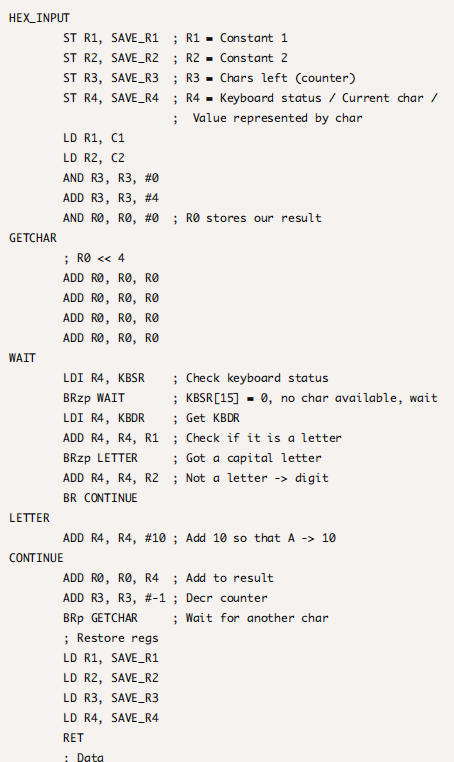 HEX_INPUT
ST R1, SAVE_R1 ; R1 = Constant 1
ST R2, SAVE_R2 ; R2 = Constant 2
ST R3, SAVE_R3 ; R3 = Chars left (counter)
ST R4, SAVE_R4 ; R4 = Keyboard status / Current char /
; Value represented by char
LD R1, C1
LD R2, C2
AND R3, R3, #0
ADD R3, R3, #4
AND R0, R0, #0 ; R0 stores our result
GETCHAR
; R0 << 4
ADD R0, R0, R0
ADD R0, R0, R0
ADD R0, R0, R0
ADD R0, R0, R0
WAIT
LDI R4, KBSR ; Check keyboard status
BRzp WAIT ; KBSR[15] = 0, no char available, wait
LDI R4, KBDR ; Get KBDR
ADD R4, R4, R1 ; Check if it is a letter
BRzp LETTER ; Got a capital letter
ADD R4, R4, R2 ; Not a letter -> digit
BR CONTINUE
LETTER
ADD R4, R4, #10 ; Add 10 so that A -> 10
CONTINUE
ADD R0, R0, R4 ; Add to result
ADD R3, R3, #-1 ; Decr counter
BRp GETCHAR ; Wait for another char
; Restore regs
LD R1, SAVE_R1
LD R2, SAVE_R2
LD R3, SAVE_R3
LD R4, SAVE_R4
RET
; Data